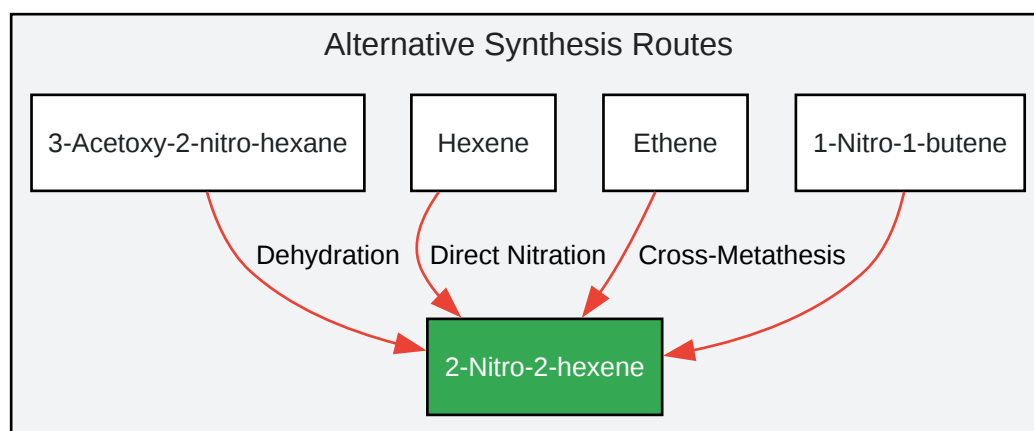 Alternative Synthesis Routes
3-Acetoxy-2-nitro-hexane
Hexene
Ethene
1-Nitro-1-butene
Dehydration
Direct Nitration
Cross-Metathesis
2-Nitro-2-hexene